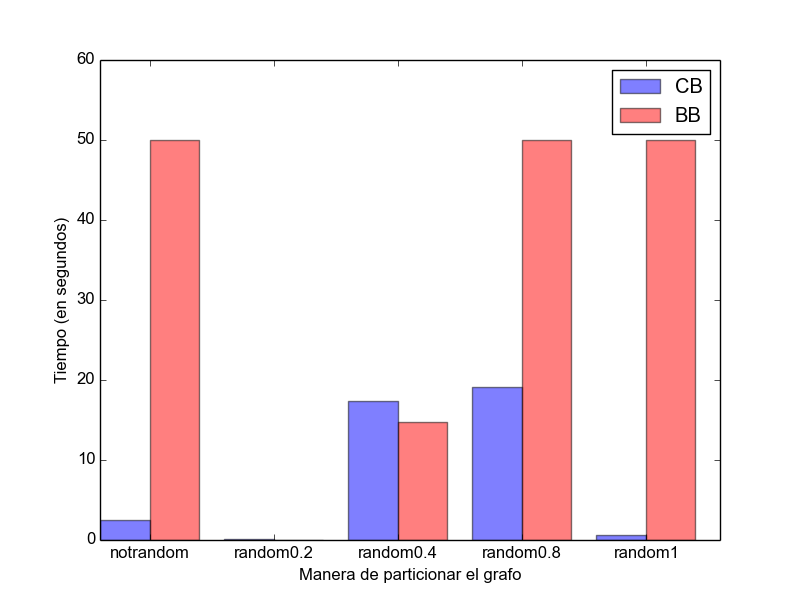 60
50
40
30
20
10
0
Tiempo (en segundos)
CB
BB
notrandom random0.2 random0.4 random0.8 random1
Manera de particionar el grafo